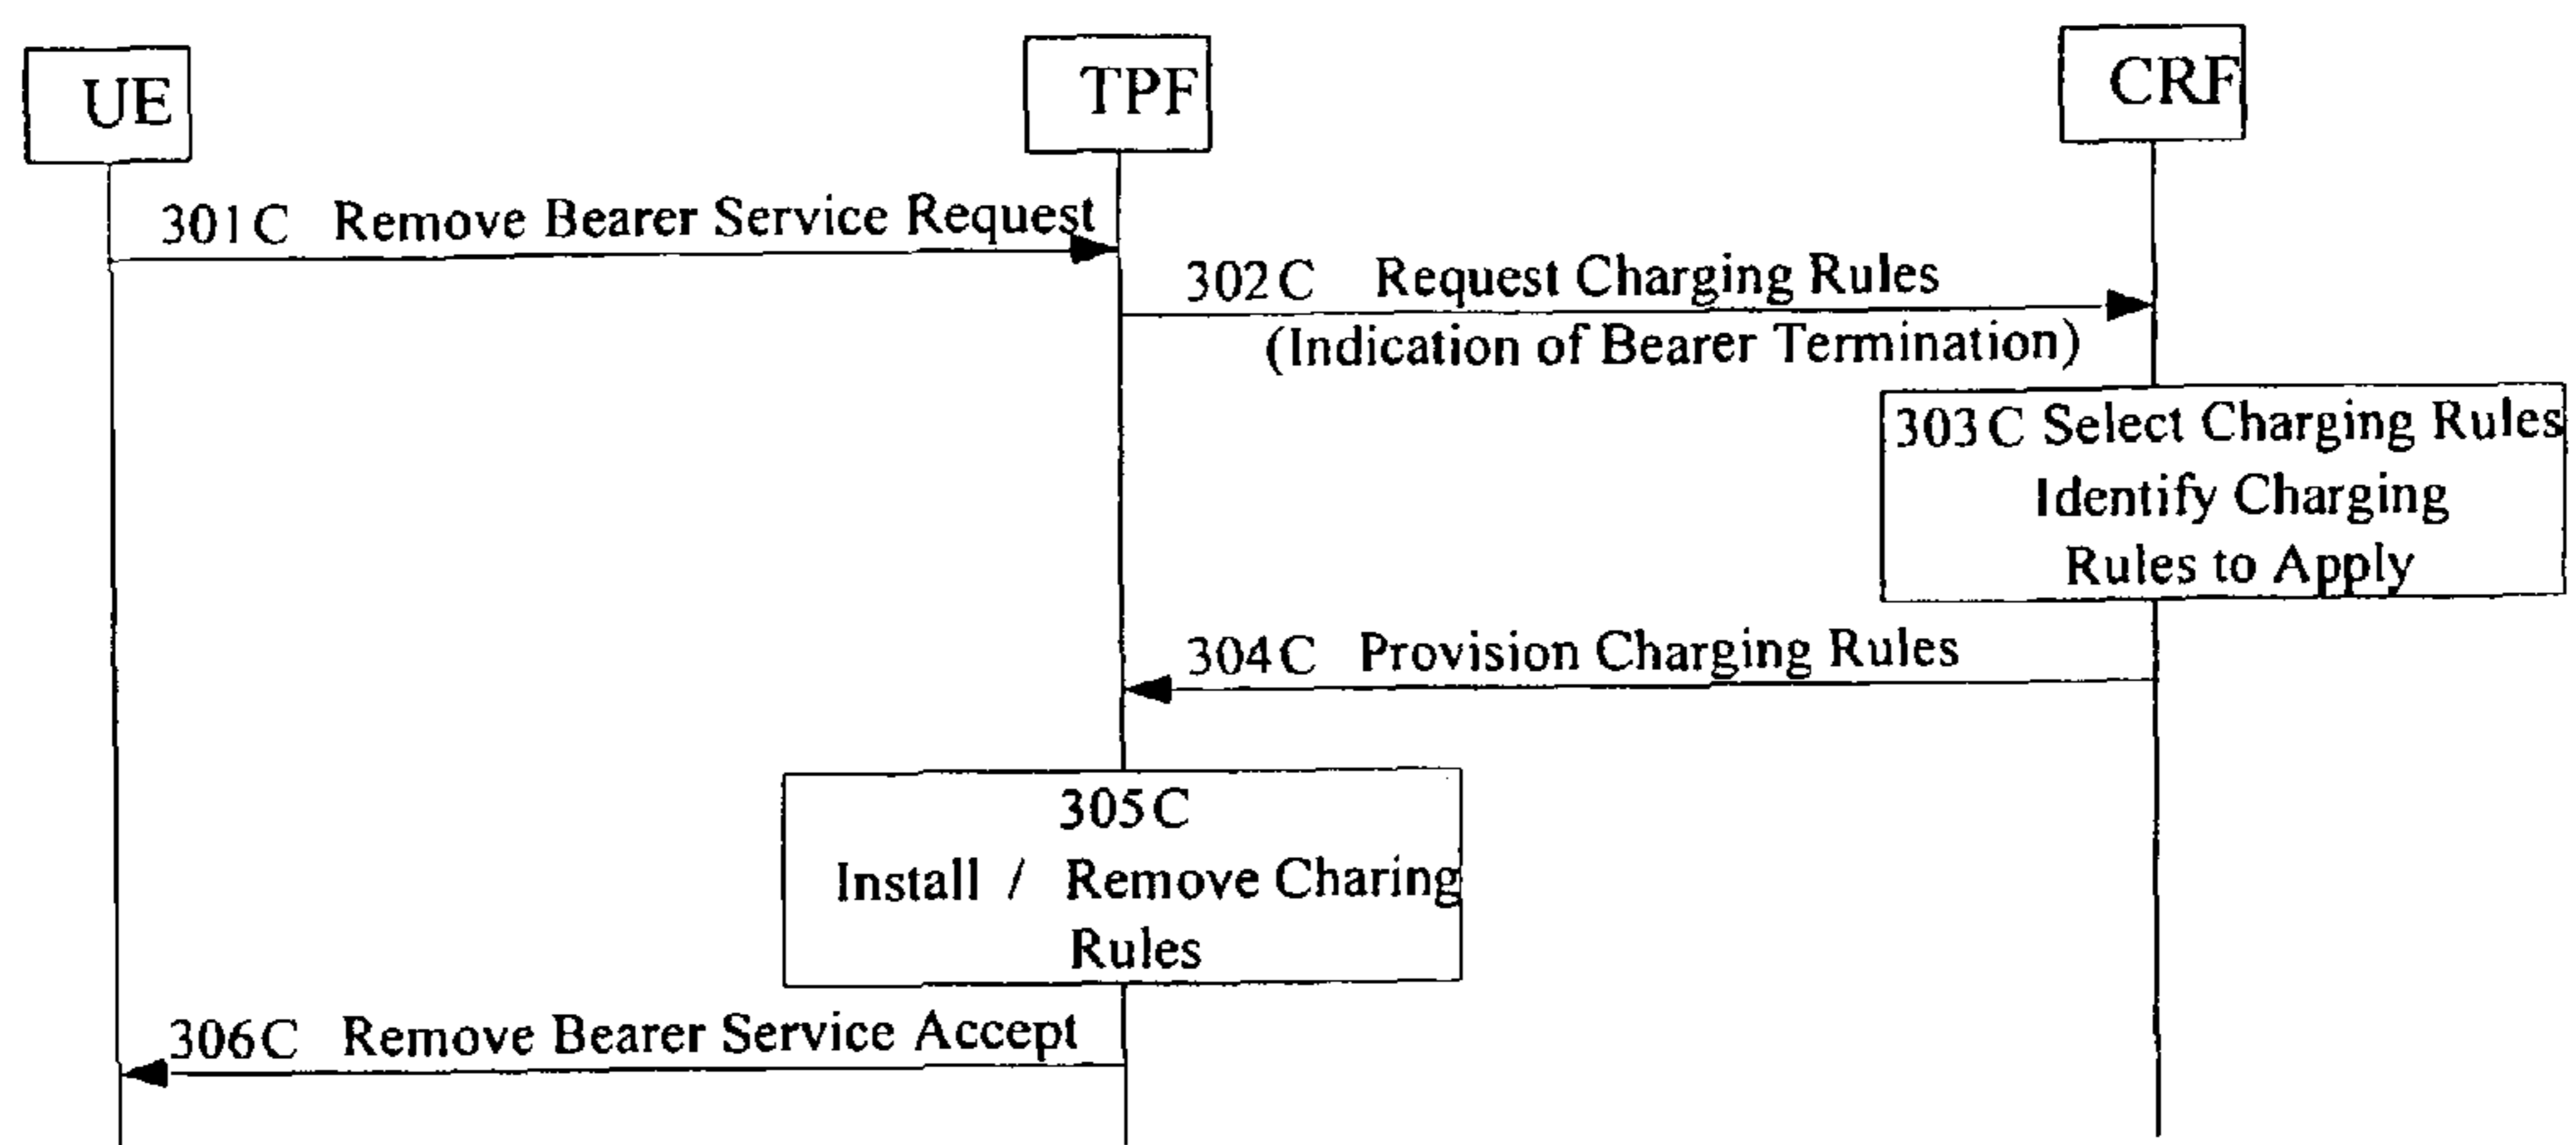 UE
TPF
CRF
301C Remove Bearer Service Request
302C Request Charging Rules
(Indication of Bearer Termination)
303C Select Charging Rules
Identify Charging
Rules to Apply
304C Provision Charging Rules
305C
Install / Remove Charing
Rules
306C Remove Bearer Service Accept